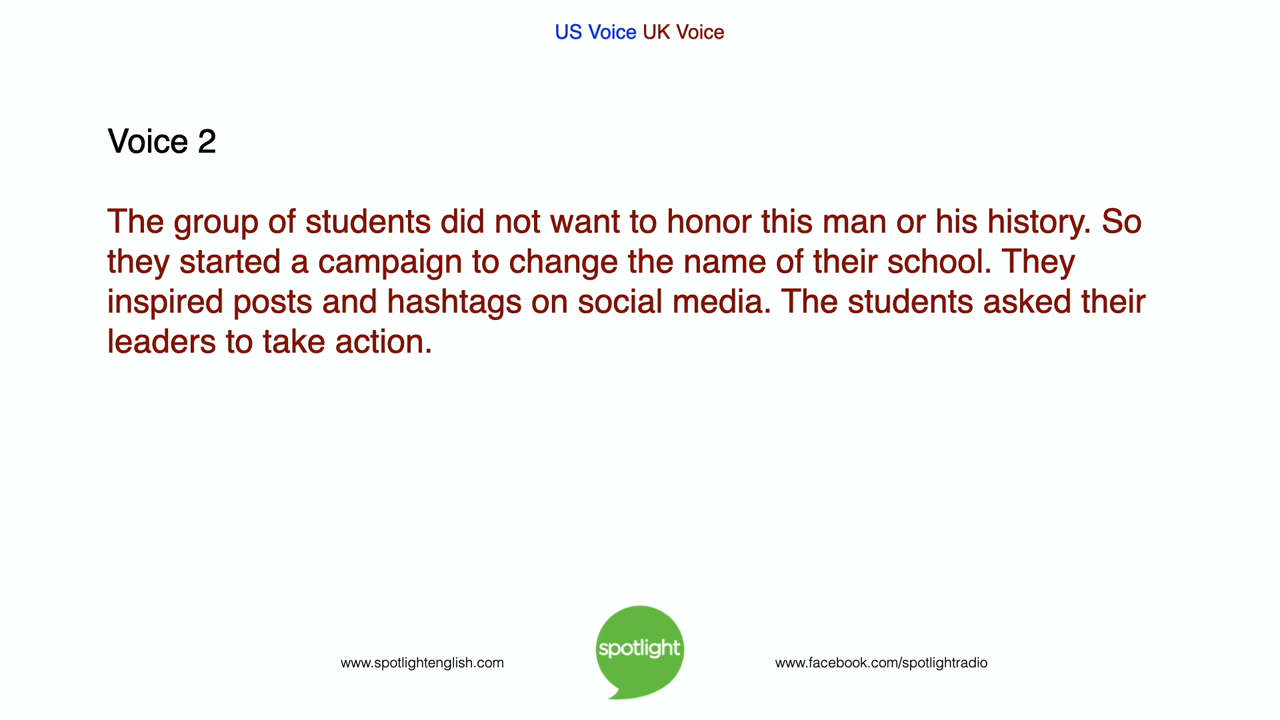 US Voice UK Voice
Voice 2
The group of students did not want to honor this man or his history. So
they started a campaign to change the name of their school. They
inspired posts and hashtags on social media. The students asked their
leaders to take action.
www.spotlightenglish.com
spotlight
www.facebook.com/spotlightradio